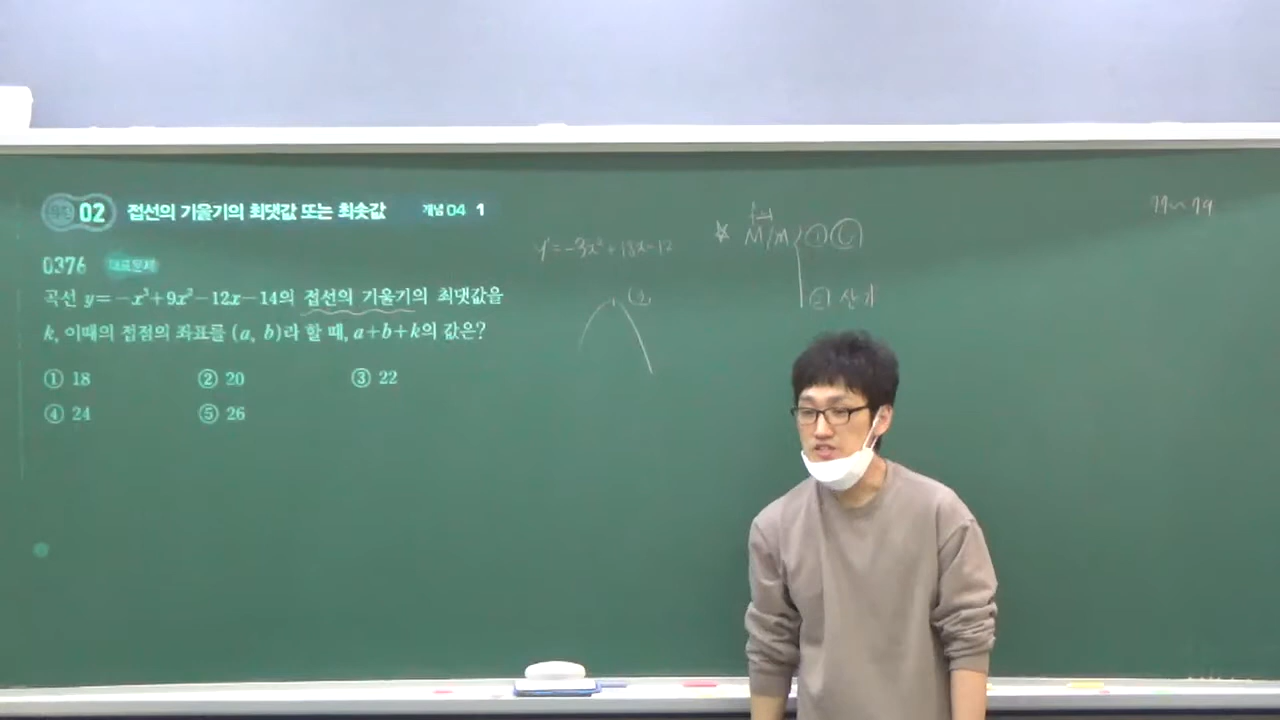 유형 02 접선의 기울기의 최댓값 또는 최솟값 개념 04 1
0376 대표문제
곡선 y=-x³+9x²-12x-14의 접선의 기울기의 최댓값을
k, 이때의 접점의 좌표를 (a, b)라 할 때, a+b+k의 값은?
① 18 ② 20 ③ 22
④ 24 ⑤ 26
y'=-3x²+18x-12
M/m
산기